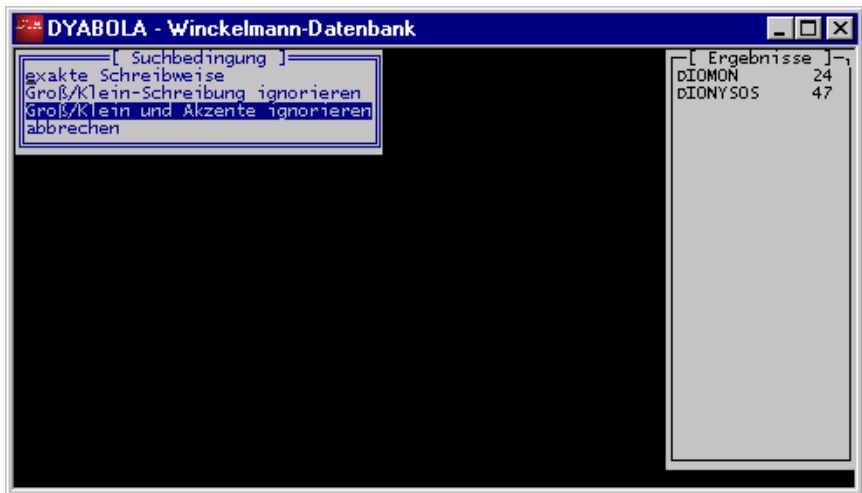 DYABOLA - Winckelmann-Datenbank
[ Suchbedingung ]
exakte Schreibweise
Groß/Klein-Schreibung ignorieren
Groß/Klein und Akzente ignorieren
abbrechen
[ Ergebnisse ]
DIOMON 24
DIONYSOS 47